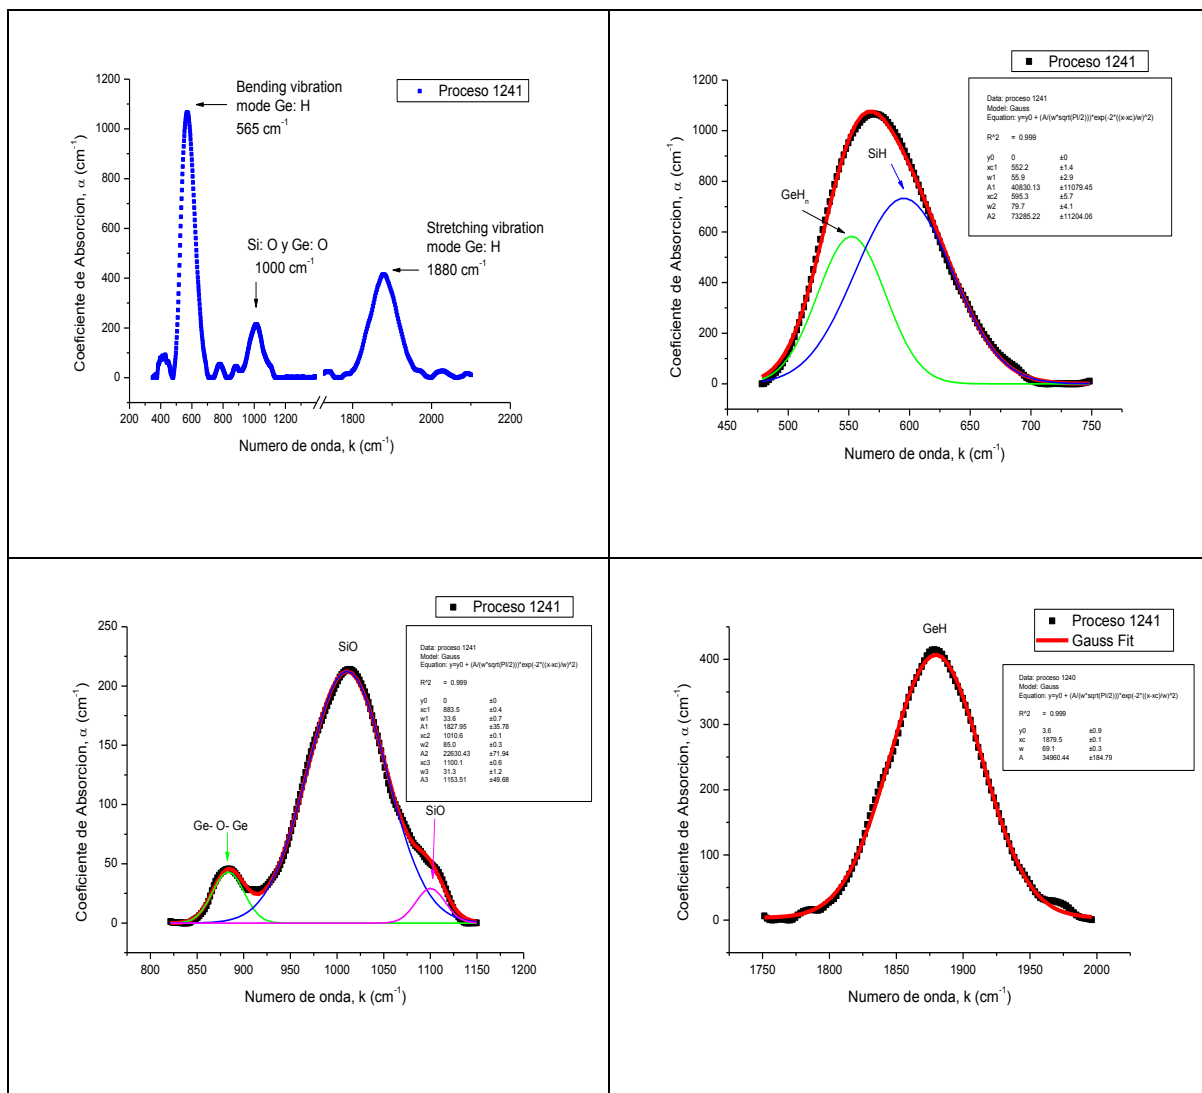 Proceso 1241
Bending vibration
mode Ge: H
565 cm-1
Si: O y Ge: O
1000 cm-1
Stretching vibration
mode Ge: H
1880 cm-1
1200
1000
800
600
400
200
0
Coeficiente de Absorcion, α (cm-1)
200 400 600 800 1000 1200 1800 2000 2200
Numero de onda, k (cm-1)
Proceso 1241
Data: proceso 1241
Model: Gauss
Equation: y=y0 + (A/(w*sqrt(PI/2)))*exp(-2*((x-xc)/w)^2)
R^2 = 0.999
y0 0 ±0
xc1 552.2 ±1.4
w1 55.9 ±2.9
A1 40830.13 ±11079.45
xc2 595.3 ±5.7
w2 79.7 ±4.1
A2 73285.22 ±11204.06
SiH
GeHn
1200
1000
800
600
400
200
0
Coeficiente de Absorcion, α (cm-1)
450 500 550 600 650 700 750
Numero de onda, k (cm-1)
Proceso 1241
Data: proceso 1241
Model: Gauss
Equation: y=y0 + (A/(w*sqrt(PI/2)))*exp(-2*((x-xc)/w)^2)
R^2 = 0.999
y0 0 ±0
xc1 883.5 ±0.4
w1 33.6 ±0.7
A1 1827.95 ±35.78
xc2 1010.6 ±0.1
w2 85.0 ±0.3
A2 22630.43 ±71.94
xc3 1100.1 ±0.6
w3 31.3 ±1.2
A3 1153.51 ±49.68
SiO
SiO
Ge- O- Ge
250
200
150
100
50
0
Coeficiente de Absorcion, α (cm-1)
800 850 900 950 1000 1050 1100 1150 1200
Numero de onda, k (cm-1)
Proceso 1241
Gauss Fit
GeH
Data: proceso 1240
Model: Gauss
Equation: y=y0 + (A/(w*sqrt(PI/2)))*exp(-2*((x-xc)/w)^2)
R^2 = 0.999
y0 3.6 ±0.9
xc 1879.5 ±0.1
w 69.1 ±0.3
A 34960.44 ±184.79
400
300
200
100
0
Coeficiente de Absorcion, α (cm-1)
1750 1800 1850 1900 1950 2000
Numero de onda, k (cm-1)